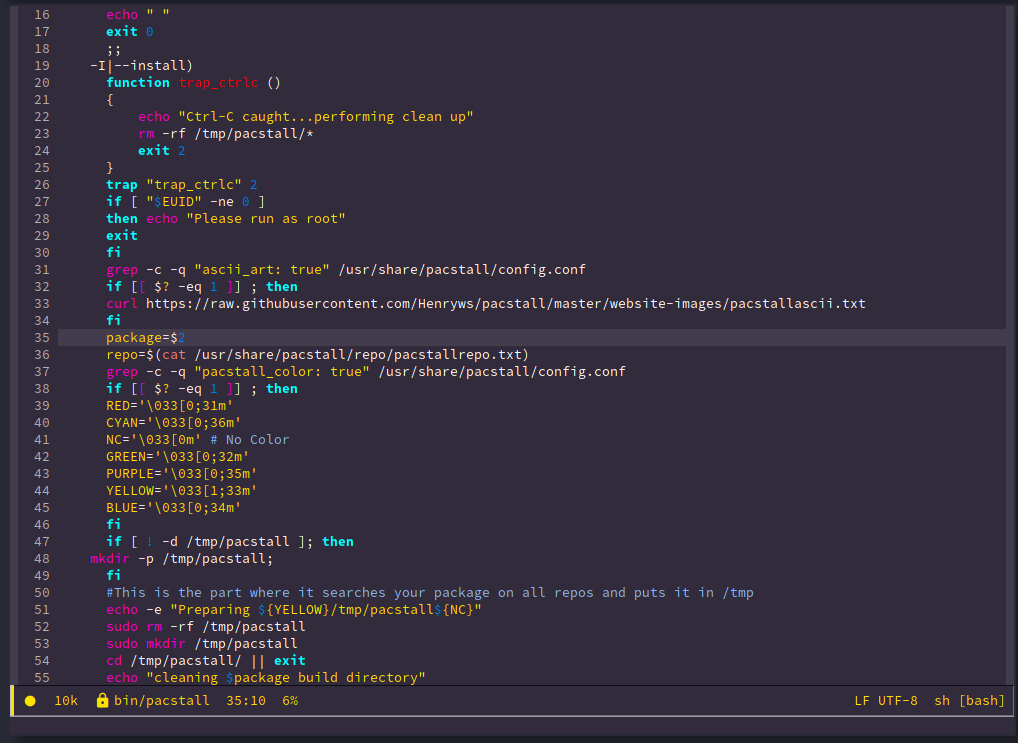 16 echo " "
17 exit 0
18 ;;
19 -I|--install)
20 function trap_ctrlc ()
21 {
22 echo "Ctrl-C caught...performing clean up"
23 rm -rf /tmp/pacstall/*
24 exit 2
25 }
26 trap "trap_ctrlc" 2
27 if [ "$EUID" -ne 0 ]
28 then echo "Please run as root"
29 exit
30 fi
31 grep -c -q "ascii_art: true" /usr/share/pacstall/config.conf
32 if [[ $? -eq 1 ]] ; then
33 curl https://raw.githubusercontent.com/Henryws/pacstall/master/website-images/pacstallascii.txt
34 fi
35 package=$2
36 repo=$(cat /usr/share/pacstall/repo/pacstallrepo.txt)
37 grep -c -q "pacstall_color: true" /usr/share/pacstall/config.conf
38 if [[ $? -eq 1 ]] ; then
39 RED='\033[0;31m'
40 CYAN='\033[0;36m'
41 NC='\033[0m' # No Color
42 GREEN='\033[0;32m'
43 PURPLE='\033[0;35m'
44 YELLOW='\033[1;33m'
45 BLUE='\033[0;34m'
46 fi
47 if [ ! -d /tmp/pacstall ]; then
48 mkdir -p /tmp/pacstall;
49 fi
50 #This is the part where it searches your package on all repos and puts it in /tmp
51 echo -e "Preparing ${YELLOW}/tmp/pacstall${NC}"
52 sudo rm -rf /tmp/pacstall
53 sudo mkdir /tmp/pacstall
54 cd /tmp/pacstall/ || exit
55 echo "cleaning $package build directory"
10k bin/pacstall 35:10 6% LF UTF-8 sh [bash]